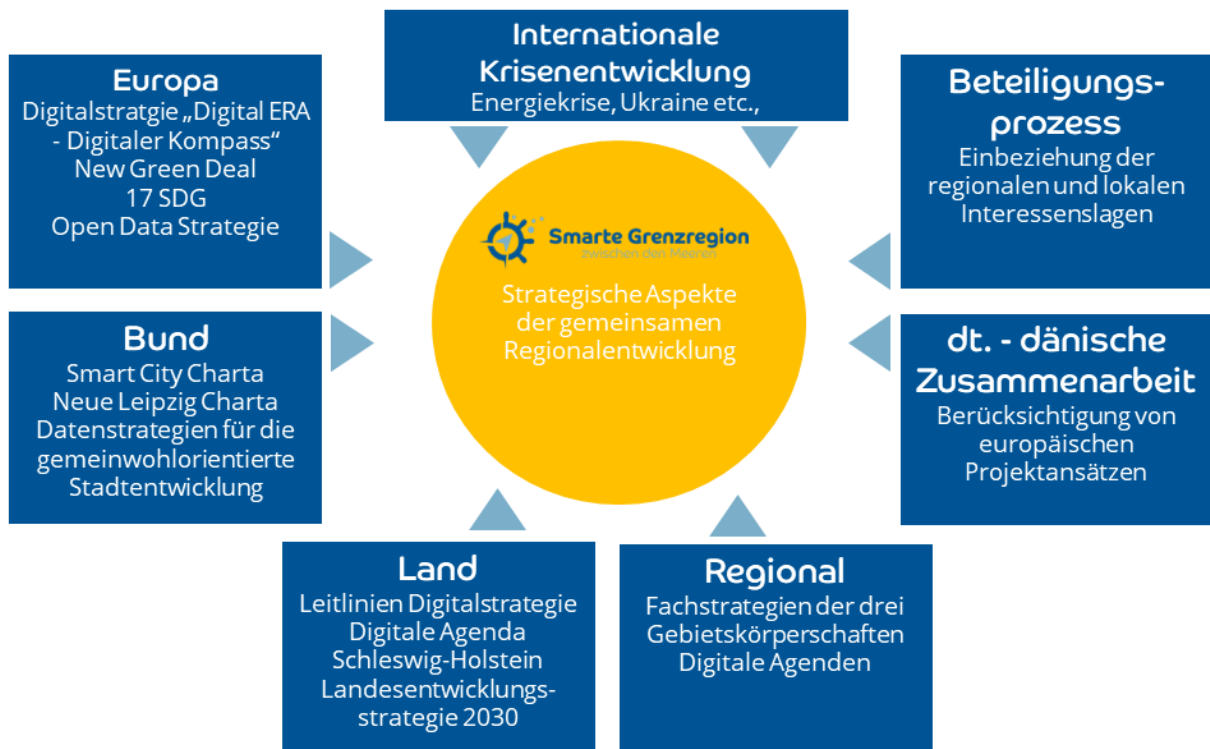 Internationale
Krisenentwicklung
Energiekrise, Ukraine etc.,
Europa
Digitalstratgie „Digital ERA
- Digitaler Kompass“
New Green Deal
17 SDG
Open Data Strategie
Beteiligungs-
prozess
Einbeziehung der
regionalen und lokalen
Interessenslagen
Smarte Grenzregion
zwischen den Meeren
Strategische Aspekte
der gemeinsamen
Regionalentwicklung
Bund
Smart City Charta
Neue Leipzig Charta
Datenstrategien für die
gemeinwohlorientierte
Stadtentwicklung
dt. - dänische
Zusammenarbeit
Berücksichtigung von
europäischen
Projektansätzen
Land
Leitlinien Digitalstrategie
Digitale Agenda
Schleswig-Holstein
Landesentwicklungs-
strategie 2030
Regional
Fachstrategien der drei
Gebietskörperschaften
Digitale Agenden